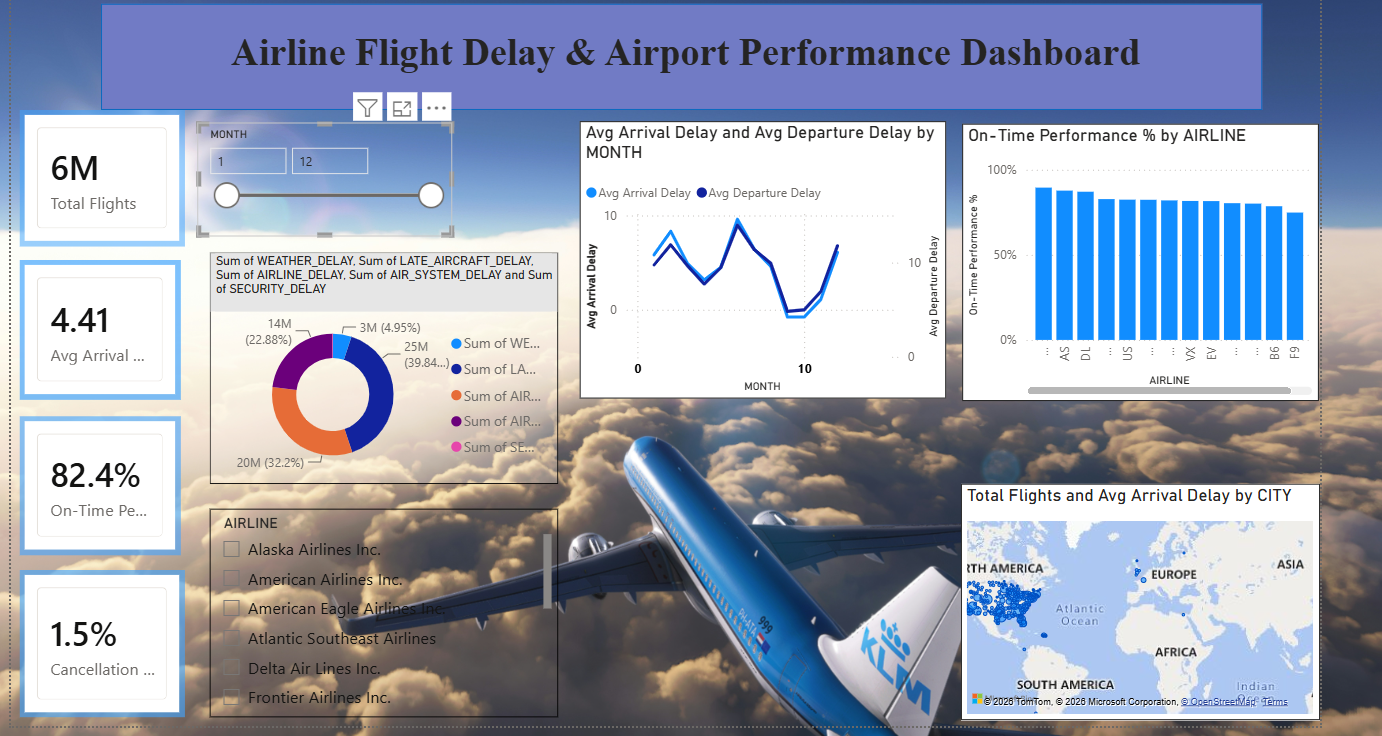 Airline Flight Delay & Airport Performance Dashboard
6M
Total Flights
4.41
Avg Arrival ...
82.4%
On-Time Pe...
1.5%
Cancellation ...
MONTH
1
12
Sum of WEATHER_DELAY, Sum of LATE_AIRCRAFT_DELAY,
Sum of AIRLINE_DELAY, Sum of AIR_SYSTEM_DELAY and Sum
of SECURITY_DELAY
14M
(22.88%)
3M (4.95%)
25M
(39.84...)
20M (32.2%)
Sum of WE...
Sum of LA...
Sum of AIR...
Sum of AIR...
Sum of SE...
AIRLINE
Alaska Airlines Inc.
American Airlines Inc.
American Eagle Airlines Inc.
Atlantic Southeast Airlines
Delta Air Lines Inc.
Frontier Airlines Inc.
Avg Arrival Delay and Avg Departure Delay by
MONTH
Avg Arrival Delay
Avg Departure Delay
10
0
Avg Arrival Delay
10
0
Avg Departure Delay
0
10
MONTH
On-Time Performance % by AIRLINE
100%
50%
0%
On-Time Performance %
... AS DL ... US ... ... VX EV ... ... B6 F9
AIRLINE
999
KLM
Total Flights and Avg Arrival Delay by CITY
RTH AMERICA
EUROPE
ASIA
Atlantic
Ocean
AFRICA
SOUTH AMERICA
Indian
Ocean
© 2026 TomTom, © 2026 Microsoft Corporation, © OpenStreetMap Terms